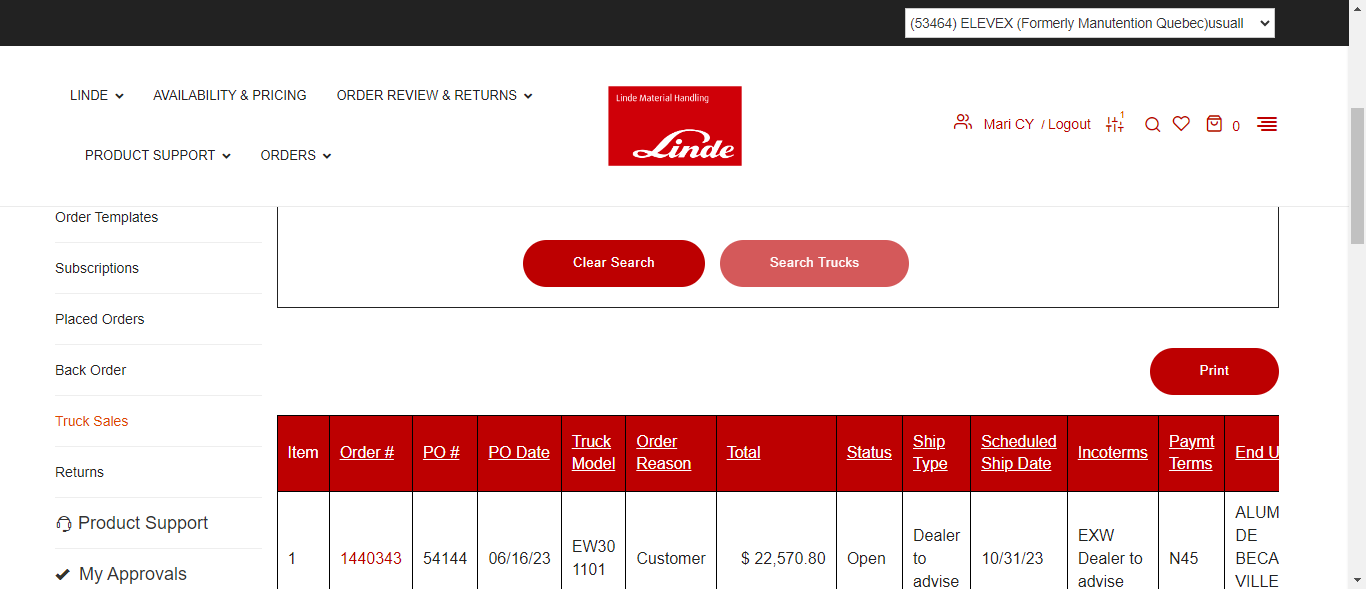 (53464) ELEVEX (Formerly Manutention Quebec)usuall
LINDE
AVAILABILITY & PRICING
ORDER REVIEW & RETURNS
PRODUCT SUPPORT
ORDERS
Linde Material Handling
Linde
Mari CY / Logout
1
0
Order Templates
Subscriptions
Placed Orders
Back Order
Truck Sales
Returns
Product Support
My Approvals
Clear Search
Search Trucks
Print
Item
Order #
PO #
PO Date
Truck
Model
Order
Reason
Total
Status
Ship
Type
Scheduled
Ship Date
Incoterms
Paymt
Terms
End U
1
1440343
54144
06/16/23
EW30
1101
Customer
$ 22,570.80
Open
Dealer
to
advise
10/31/23
EXW
Dealer to
advise
N45
ALUM
DE
BECA
VILLE